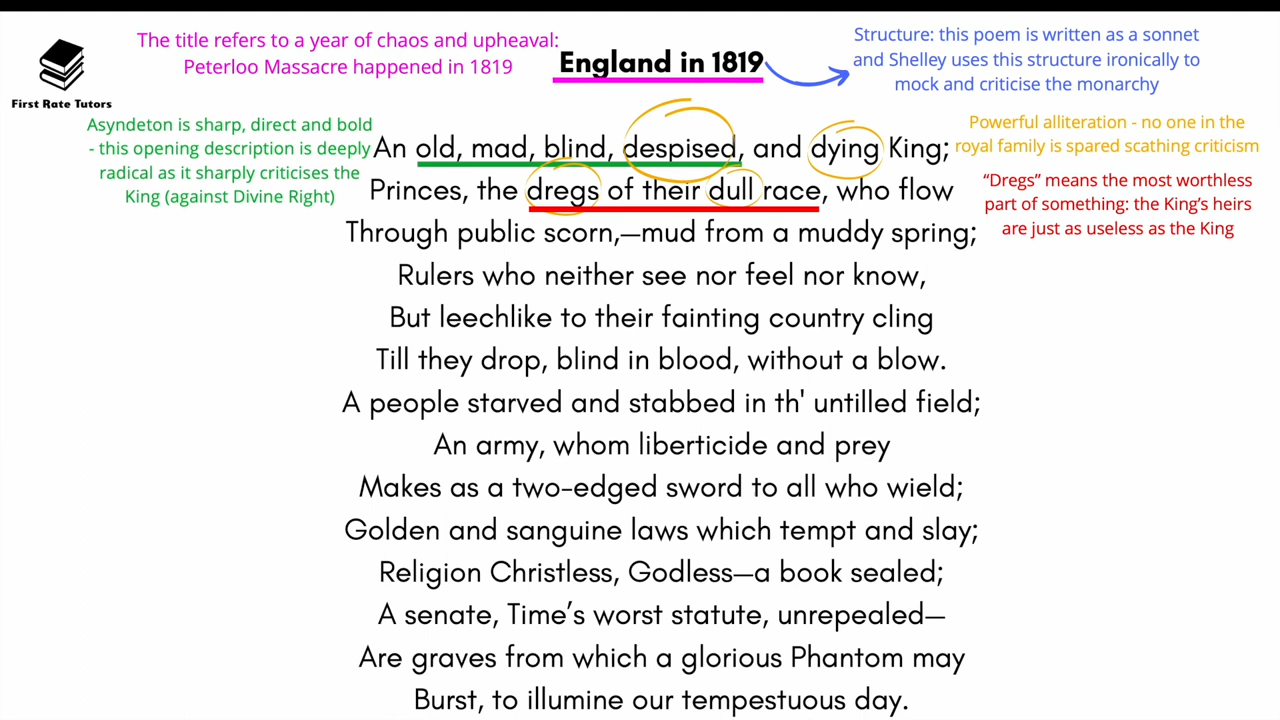 The title refers to a year of chaos and upheaval:
Peterloo Massacre happened in 1819
England in 1819
Structure: this poem is written as a sonnet
and Shelley uses this structure ironically to
mock and criticise the monarchy
First Rate Tutors
Asyndeton is sharp, direct and bold
- this opening description is deeply
radical as it sharply criticises the
King (against Divine Right)
Powerful alliteration - no one in the
royal family is spared scathing criticism
“Dregs” means the most worthless
part of something: the King’s heirs
are just as useless as the King
An old, mad, blind, despised, and dying King;
Princes, the dregs of their dull race, who flow
Through public scorn,—mud from a muddy spring;
Rulers who neither see nor feel nor know,
But leechlike to their fainting country cling
Till they drop, blind in blood, without a blow.
A people starved and stabbed in th' untilled field;
An army, whom liberticide and prey
Makes as a two-edged sword to all who wield;
Golden and sanguine laws which tempt and slay;
Religion Christless, Godless—a book sealed;
A senate, Time’s worst statute, unrepealed—
Are graves from which a glorious Phantom may
Burst, to illumine our tempestuous day.